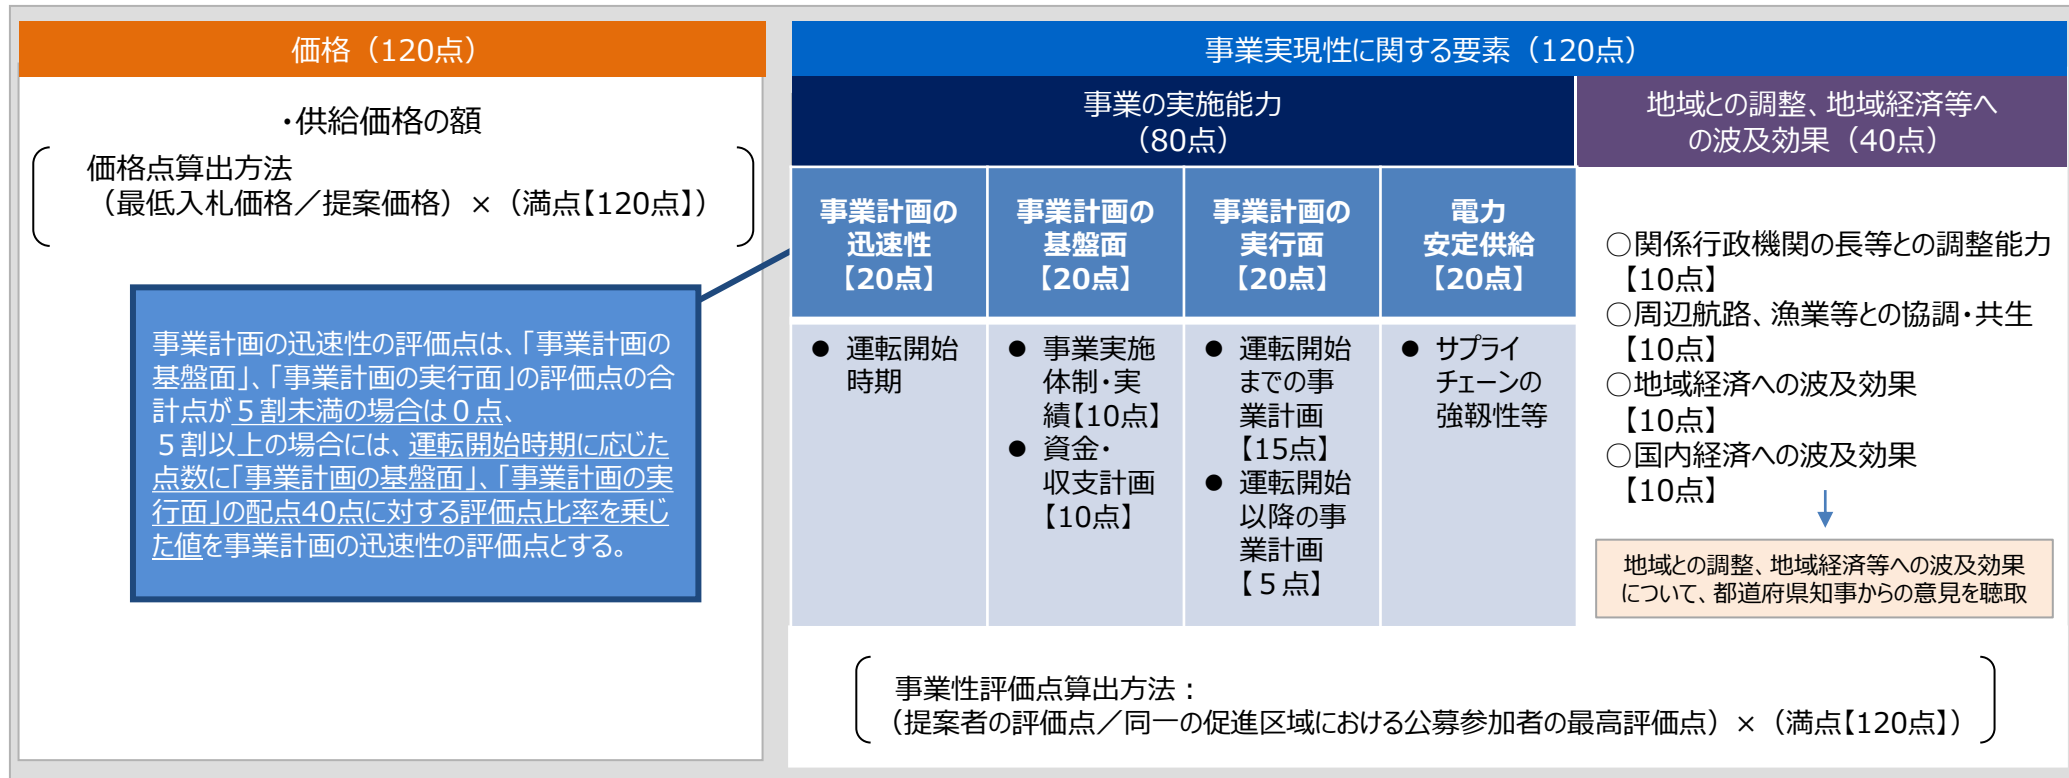 価格（120点）
・供給価格の額
価格点算出方法
（最低入札価格／提案価格）×（満点【120点】）
事業計画の迅速性の評価点は、「事業計画の
基盤面」、「事業計画の実行面」の評価点の合
計点が５割未満の場合は０点、
５割以上の場合には、運転開始時期に応じた
点数に「事業計画の基盤面」、「事業計画の実
行面」の配点40点に対する評価点比率を乗じ
た値を事業計画の迅速性の評価点とする。
事業実現性に関する要素（120点）
事業の実施能力
（80点）
地域との調整、地域経済等へ
の波及効果（40点）
事業計画の
迅速性
【20点】
事業計画の
基盤面
【20点】
事業計画の
実行面
【20点】
電力
安定供給
【20点】
● 運転開始
時期
● 事業実施
体制・実
績【10点】
● 資金・
収支計画
【10点】
● 運転開始
までの事
業計画
【15点】
● 運転開始
以降の事
業計画
【５点】
● サプライ
チェーンの
強靱性等
○関係行政機関の長等との調整能力
【10点】
○周辺航路、漁業等との協調・共生
【10点】
○地域経済への波及効果
【10点】
○国内経済への波及効果
【10点】
地域との調整、地域経済等への波及効果
について、都道府県知事からの意見を聴取
事業性評価点算出方法：
（提案者の評価点／同一の促進区域における公募参加者の最高評価点）×（満点【120点】）